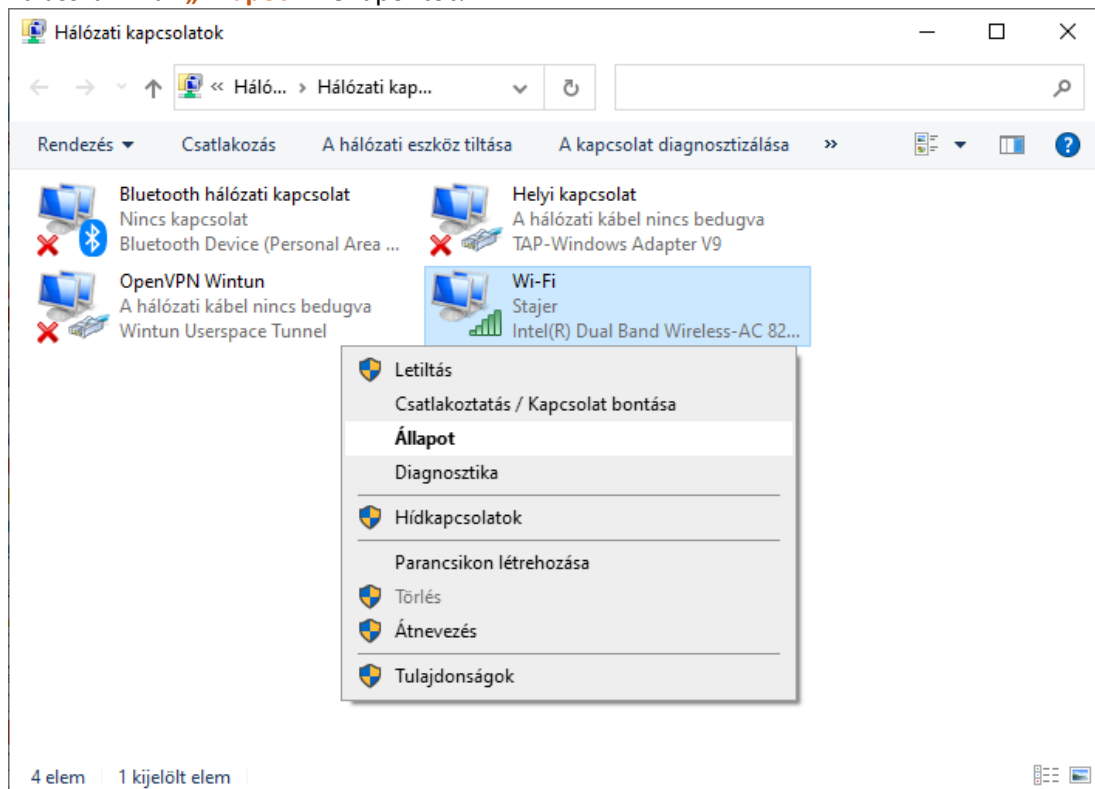 Hálózati kapcsolatok
« Háló... › Hálózati kap...
Rendezés Csatlakozás A hálózati eszköz tiltása A kapcsolat diagnosztizálása »
Bluetooth hálózati kapcsolat
Nincs kapcsolat
Bluetooth Device (Personal Area ...
Helyi kapcsolat
A hálózati kábel nincs bedugva
TAP-Windows Adapter V9
OpenVPN Wintun
A hálózati kábel nincs bedugva
Wintun Userspace Tunnel
Wi-Fi
Stajer
Intel(R) Dual Band Wireless-AC 82...
Letiltás
Csatlakoztatás / Kapcsolat bontása
Állapot
Diagnosztika
Hídkapcsolatok
Parancsikon létrehozása
Törlés
Átnevezés
Tulajdonságok
4 elem 1 kijelölt elem